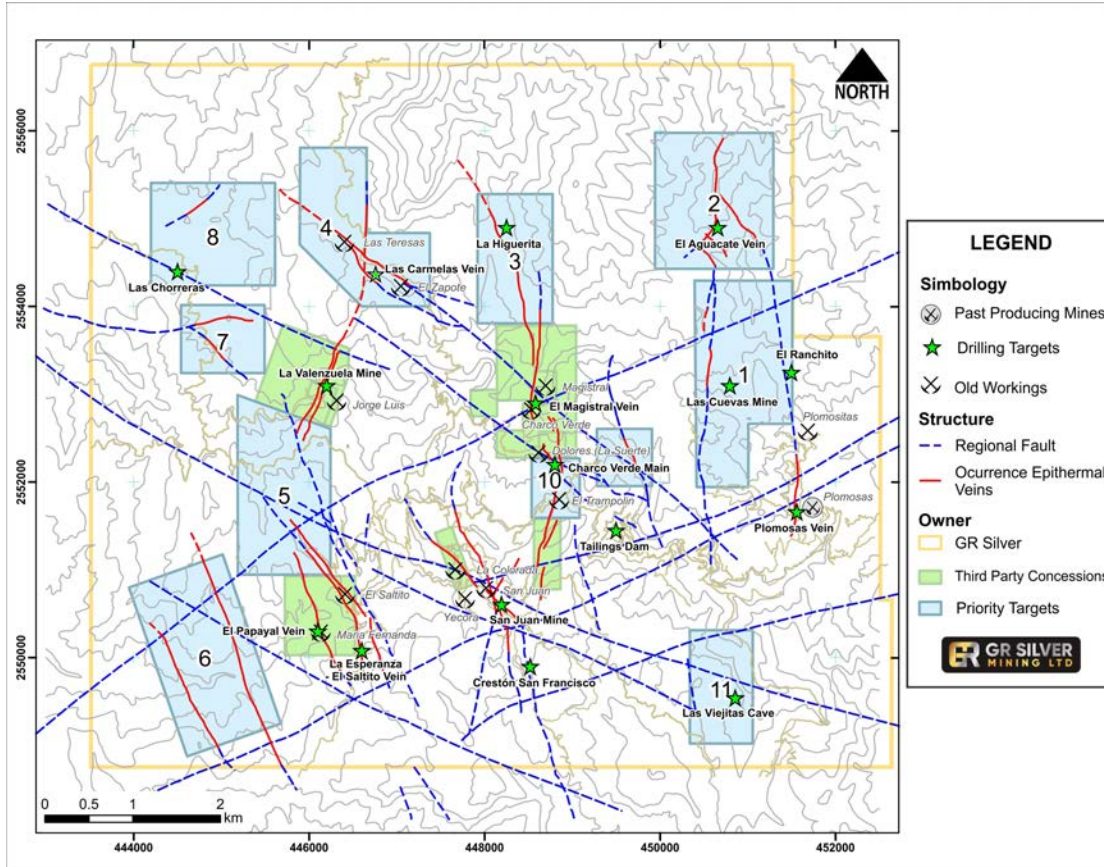 NORTH
2556000
2554000
2552000
2550000
444000
446000
448000
450000
452000
0 0.5 1 2
km
8
Las Chorreras
7
4
Las Teresas
Las Carmelas Vein
El Zapote
La Higuerita
3
2
El Aguacate Vein
La Valenzuela Mine
Jorge Luis
Magistral
El Magistral Vein
Charco Verde
Dolores (La Suerte)
Charco Verde Main
10
El Trampolin
El Ranchito
1
Las Cuevas Mine
Plomositas
Plomosas
Plomosas Vein
Tailings Dam
5
La Colorada
San Juan
Yecora
San Juan Mine
Crestón San Francisco
El Saltito
El Papayal Vein
Maria Fernanda
La Esperanza
El Saltito Vein
6
11
Las Viejitas Cave
LEGEND
Simbology
Past Producing Mines
Drilling Targets
Old Workings
Structure
Regional Fault
Ocurrence Epithermal
Veins
Owner
GR Silver
Third Party Concessions
Priority Targets
GR SILVER
MINING LTD